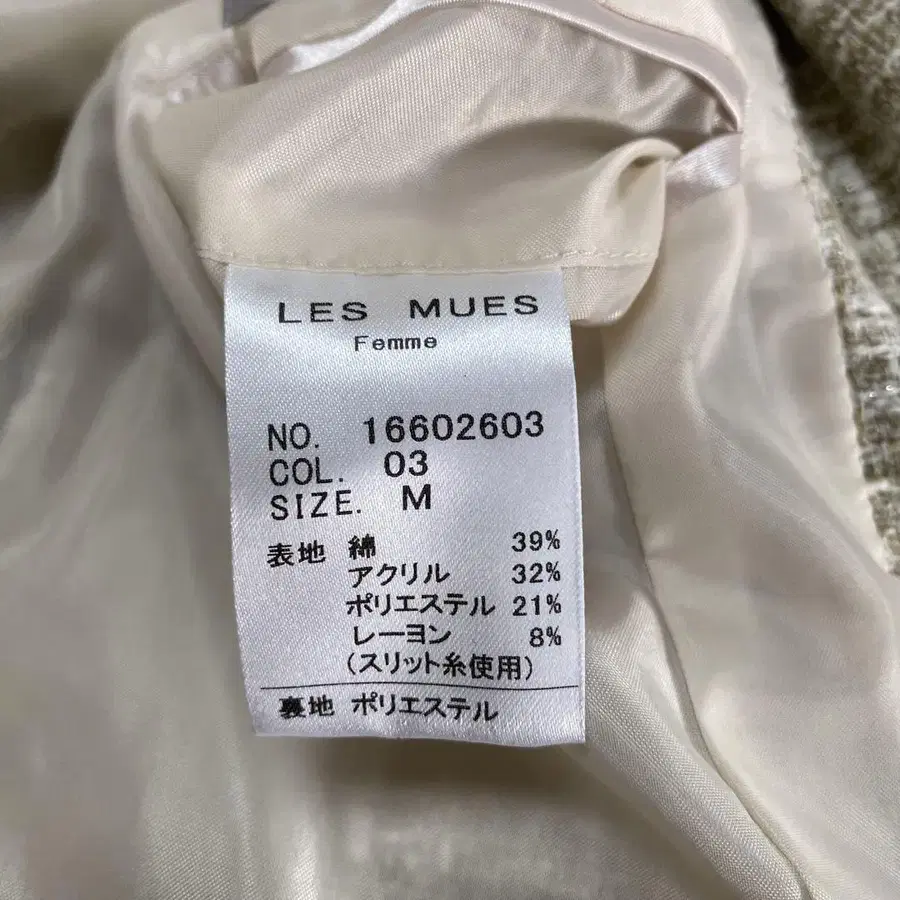 LES MUES
Femme
NO. 16602603
COL. 03
SIZE. M
表地 綿 39%
アクリル 32%
ポリエステル 21%
レーヨン 8%
(スリット糸使用)
裏地 ポリエステル